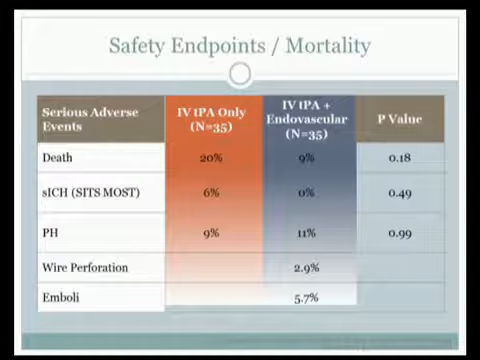 Safety Endpoints / Mortality
Serious Adverse Events IV tPA Only (N=35) IV tPA + Endovascular (N=35) P Value
Death 20% 9% 0.18
sICH (SITS MOST) 6% 0% 0.49
PH 9% 11% 0.99
Wire Perforation 2.9%
Emboli 5.7%